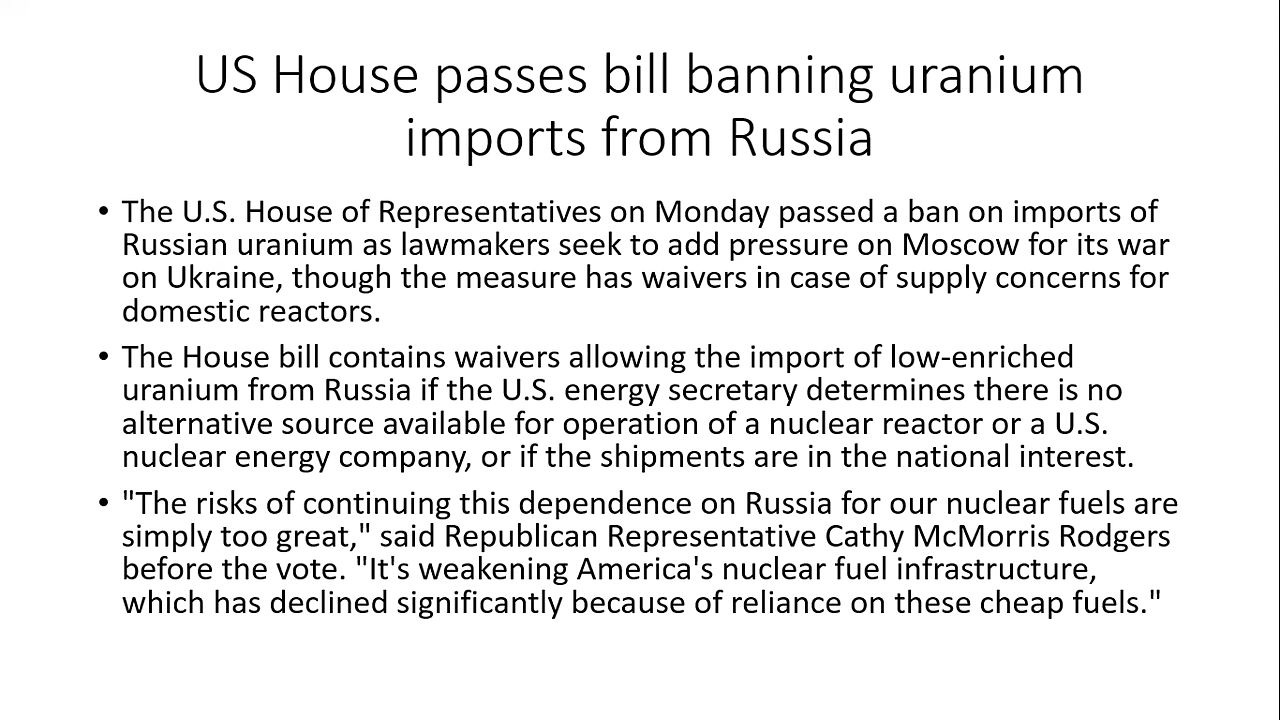 US House passes bill banning uranium
imports from Russia
• The U.S. House of Representatives on Monday passed a ban on imports of
Russian uranium as lawmakers seek to add pressure on Moscow for its war
on Ukraine, though the measure has waivers in case of supply concerns for
domestic reactors.
• The House bill contains waivers allowing the import of low-enriched
uranium from Russia if the U.S. energy secretary determines there is no
alternative source available for operation of a nuclear reactor or a U.S.
nuclear energy company, or if the shipments are in the national interest.
• "The risks of continuing this dependence on Russia for our nuclear fuels are
simply too great," said Republican Representative Cathy McMorris Rodgers
before the vote. "It's weakening America's nuclear fuel infrastructure,
which has declined significantly because of reliance on these cheap fuels."